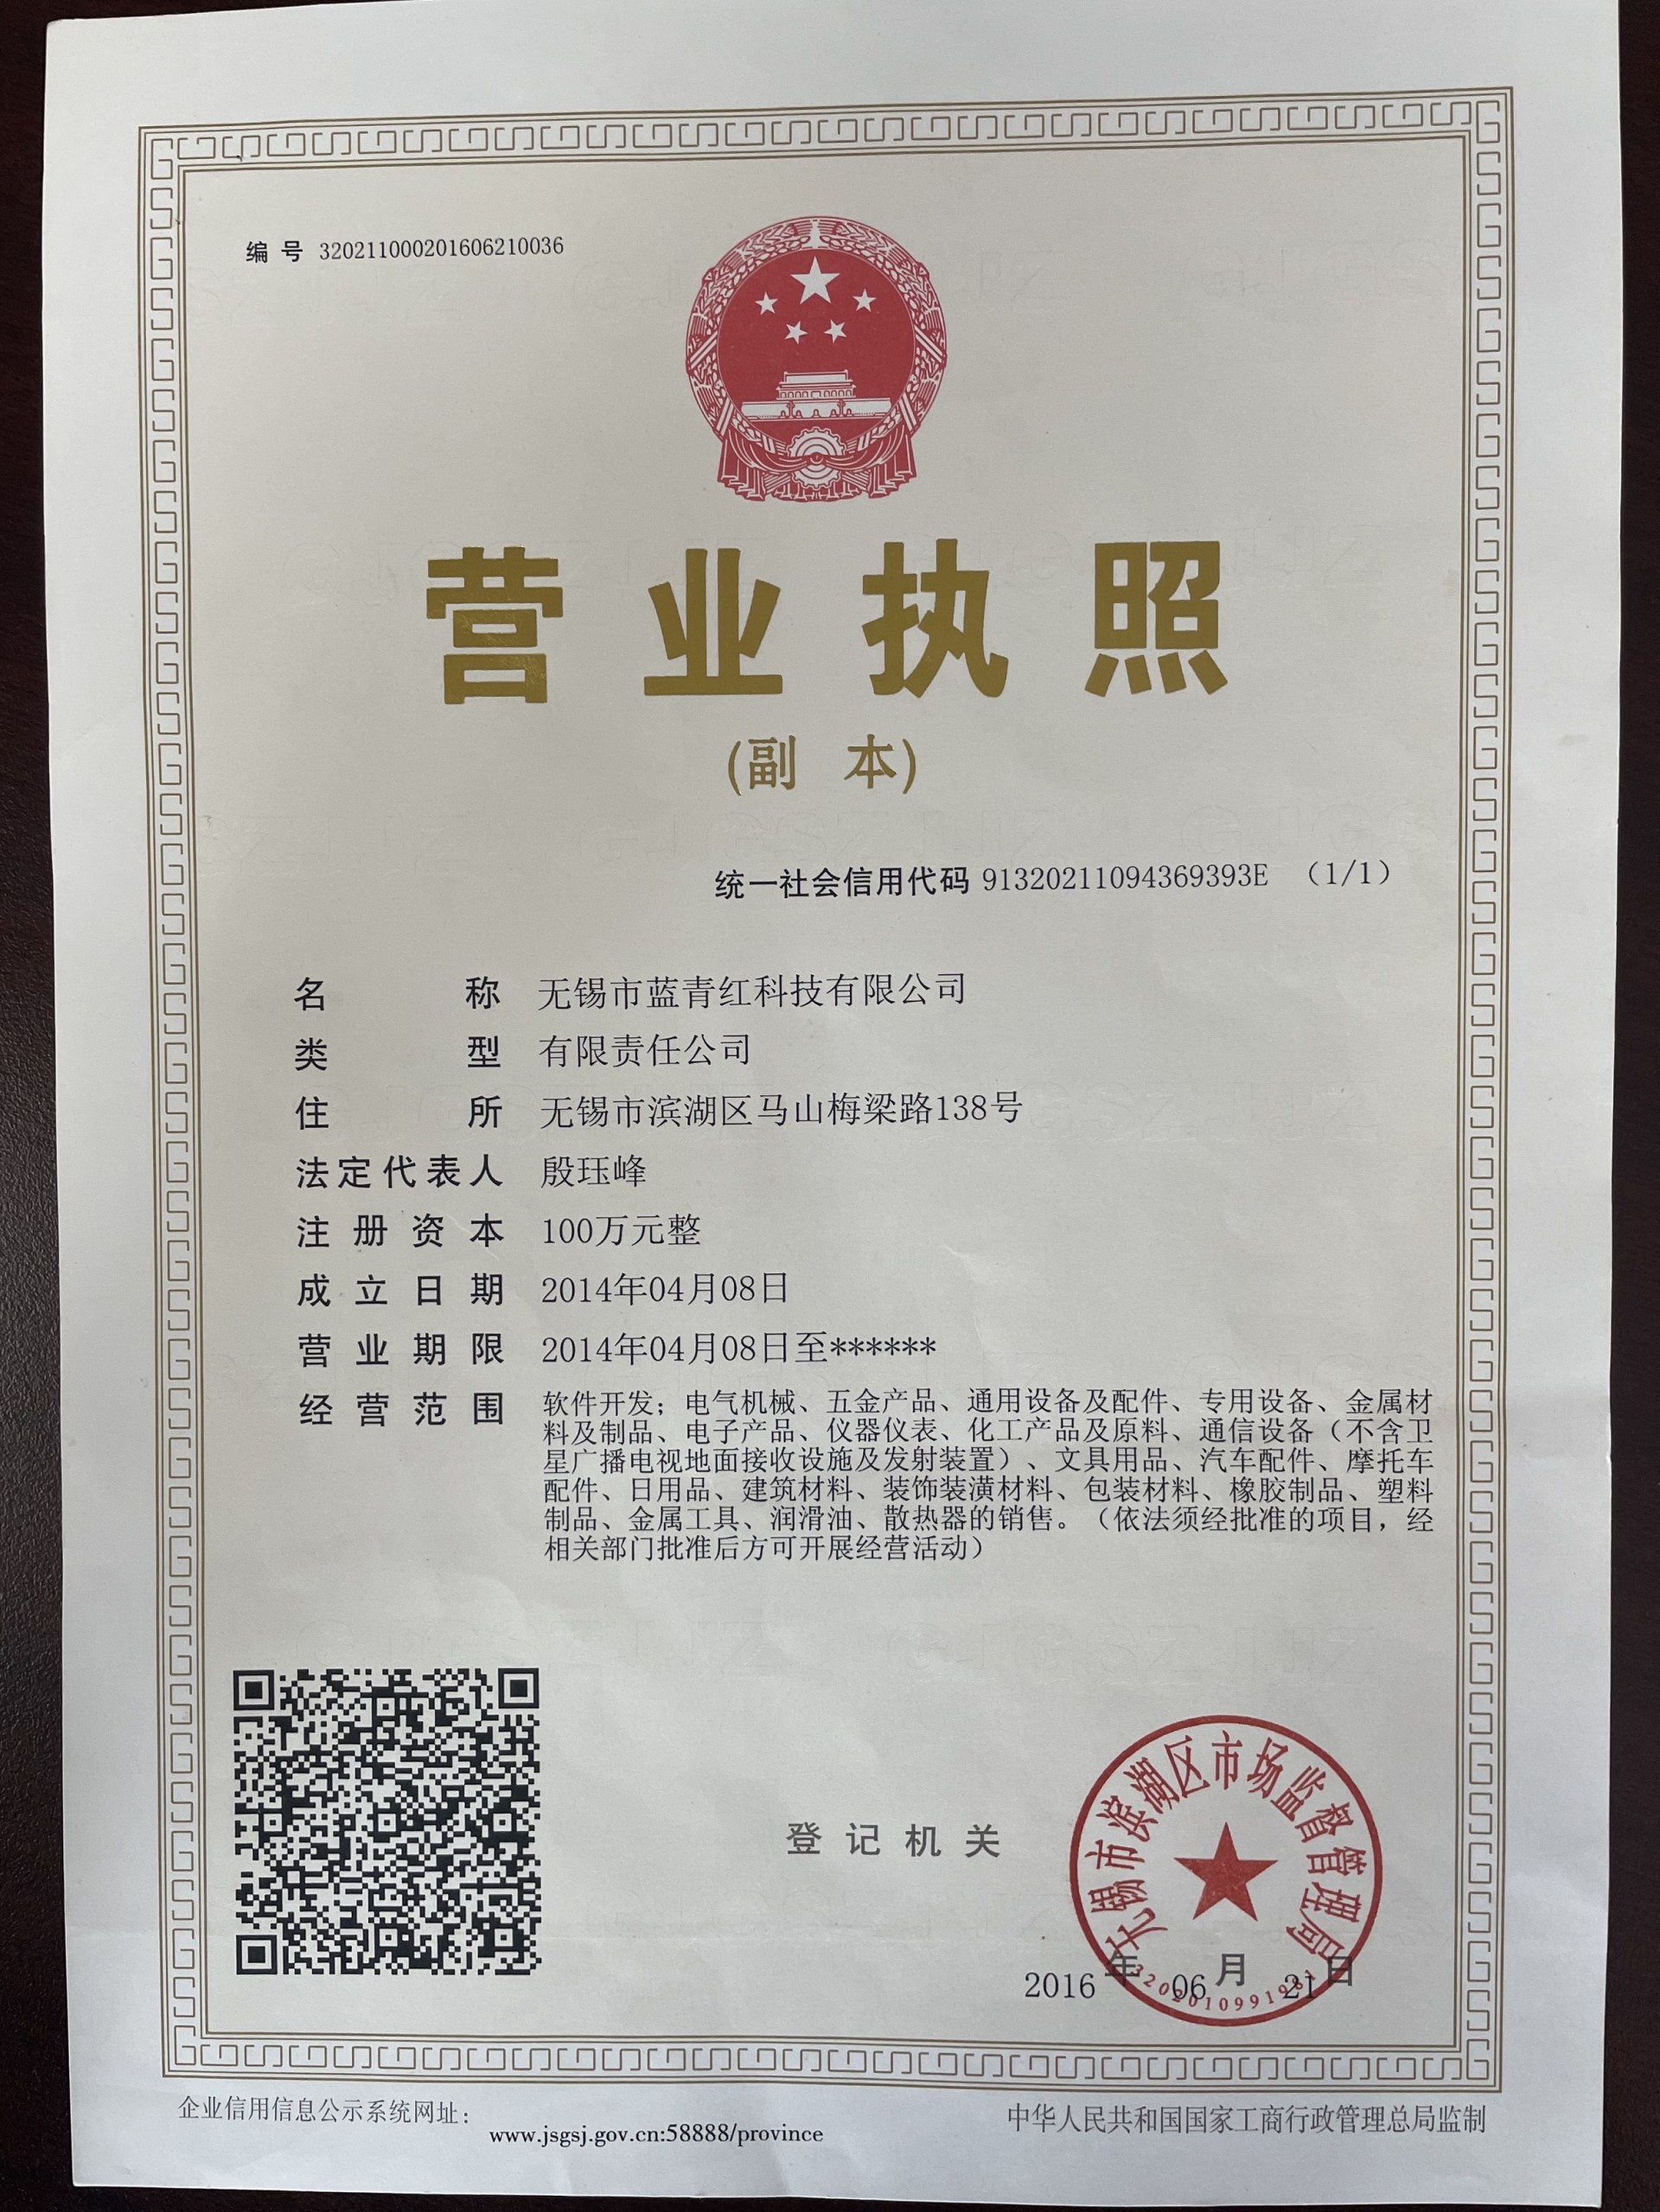 编 号 320211000201606210036
营业执照
(副 本)
统一社会信用代码 91320211094369393E （1/1）
名 称 无锡市蓝青红科技有限公司
类 型 有限责任公司
住 所 无锡市滨湖区马山梅梁路138号
法定代表人 殷珏峰
注册资本 100万元整
成立日期 2014年04月08日
营业期限 2014年04月08日至******
经营范围 软件开发；电气机械、五金产品、通用设备及配件、专用设备、金属材
料及制品、电子产品、仪器仪表、化工产品及原料、通信设备（不含卫
星广播电视地面接收设施及发射装置）、文具用品、汽车配件、摩托车
配件、日用品、建筑材料、装饰装潢材料、包装材料、橡胶制品、塑料
制品、金属工具、润滑油、散热器的销售。（依法须经批准的项目，经
相关部门批准后方可开展经营活动）
登记机关
无锡市滨湖区市场监督管理局
2016 年 06 月 21 日
企业信用信息公示系统网址：
www.jsgsj.gov.cn:58888/province
中华人民共和国国家工商行政管理总局监制